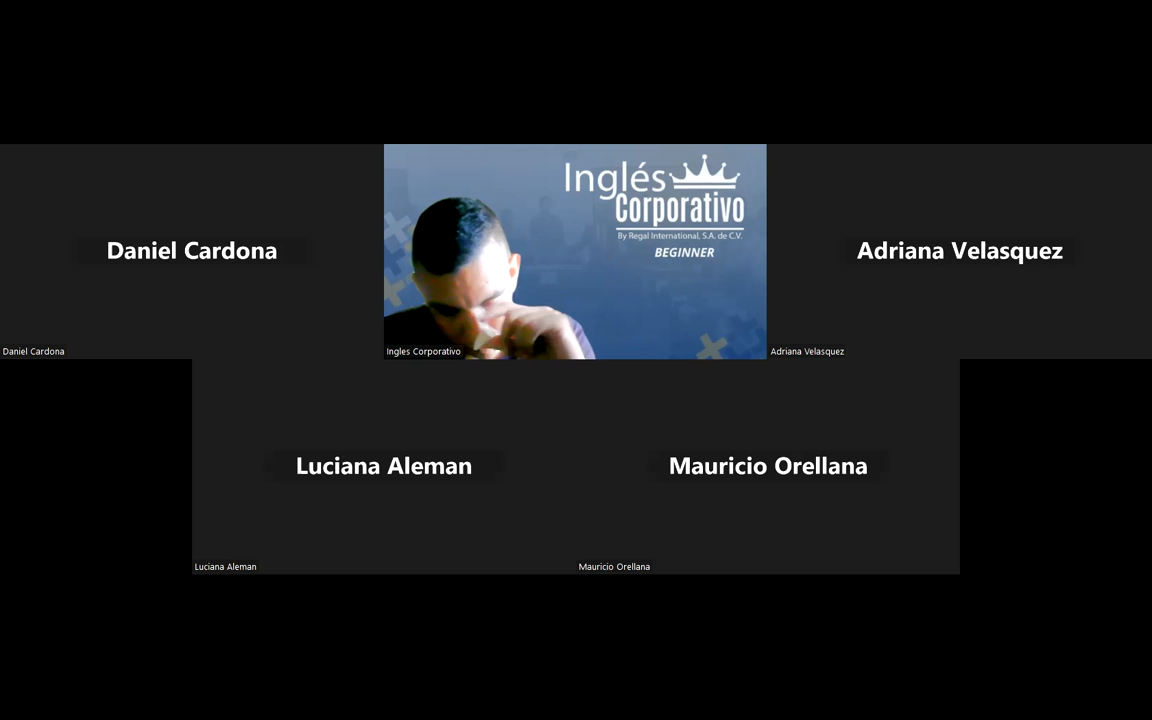 Daniel Cardona
Daniel Cardona
Inglés
Corporativo
By Regal International, S.A. de C.V.
BEGINNER
Ingles Corporativo
Adriana Velasquez
Adriana Velasquez
Luciana Aleman
Luciana Aleman
Mauricio Orellana
Mauricio Orellana